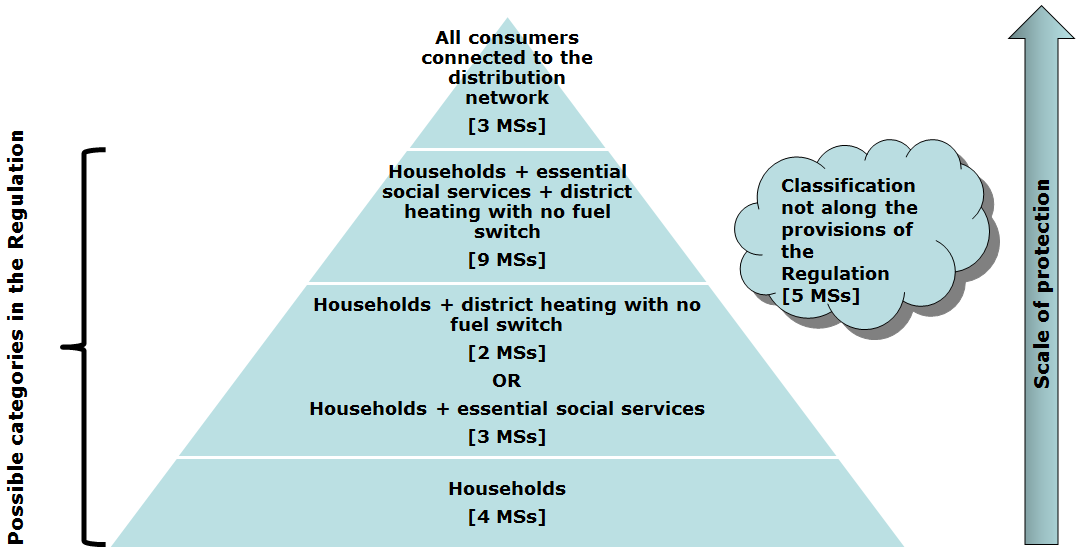 All consumers
connected to the
distribution
network
[3 MSs]
Households + essential
social services + district
heating with no fuel
switch
[9 MSs]
Households + district heating with no
fuel switch
[2 MSs]
OR
Households + essential social services
[3 MSs]
Households
[4 MSs]
Possible categories in the Regulation
Classification
not along the
provisions of
the
Regulation
[5 MSs]
Scale of protection